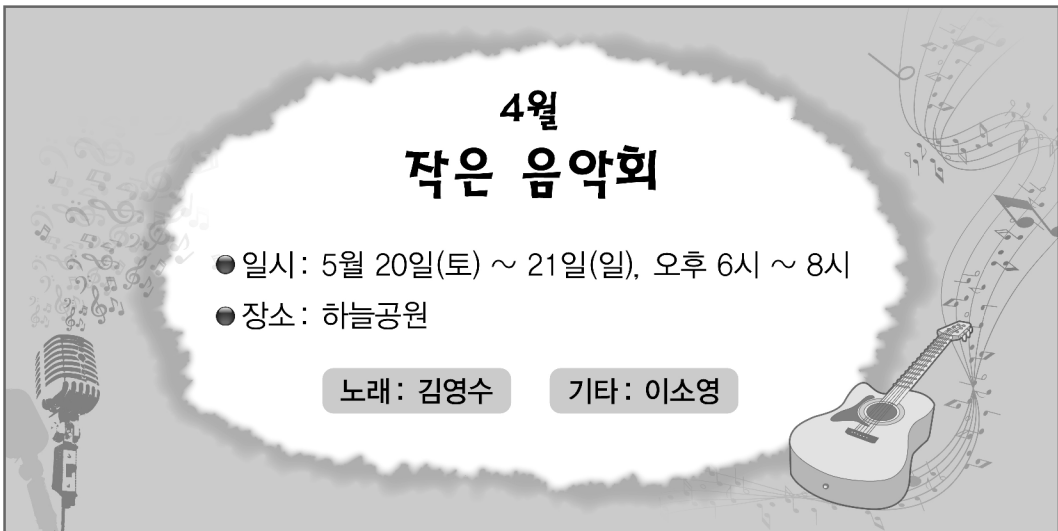 4월
작은 음악회
일시: 5월 20일(토) ~ 21일(일), 오후 6시 ~ 8시
장소: 하늘공원
노래: 김영수 기타: 이소영